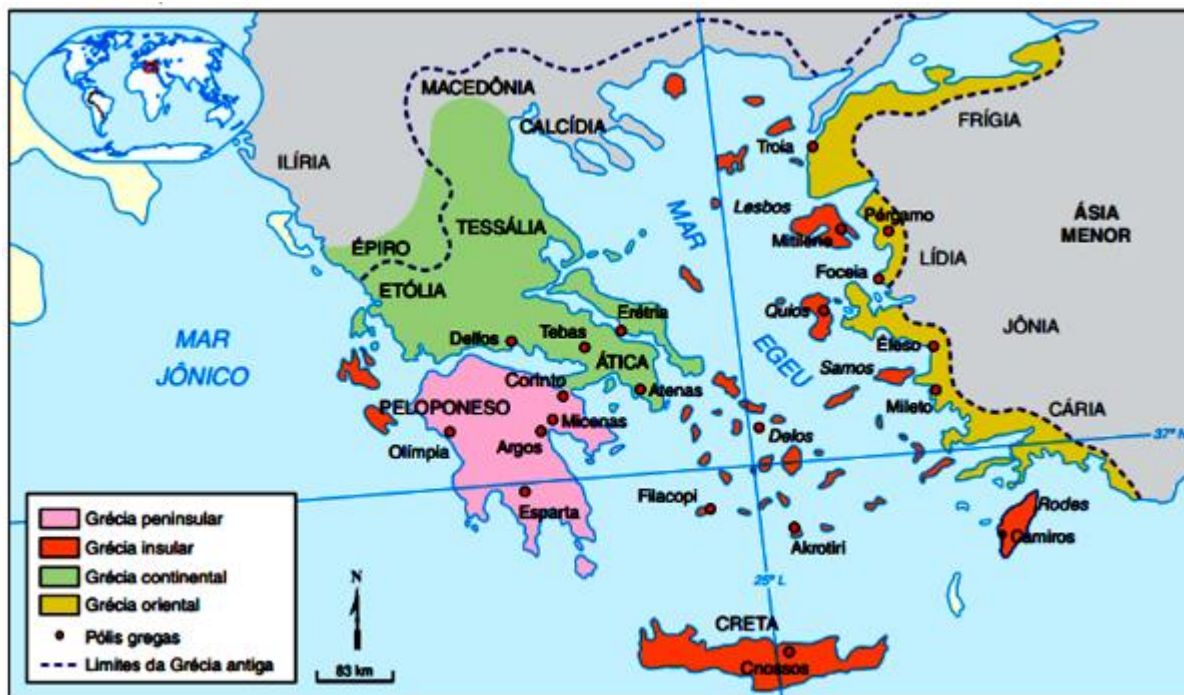 MACEDÔNIA
CALCÍDIA
FRÍGIA
ILÍRIA
Troia
MAR
Lesbos
Pérgamo
ÁSIA
MENOR
TESSÁLIA
Mitilene
ÉPIRO
LÍDIA
Foceia
ETÓLIA
Erétria
Quios
MAR
JÔNICO
Delfos
Tebas
JÔNIA
ÁTICA
EGEU
Éfeso
Samos
Corinto
Atenas
PELOPONESO
Mileto
CÁRIA
Micenas
Delos
37º N
Olímpia
Argos
Filacopi
Rodes
Esparta
Camiros
Akrotiri
25º L
CRETA
Cnossos
Grécia peninsular
Grécia insular
Grécia continental
Grécia oriental
Pólis gregas
Limites da Grécia antiga
N
83 km